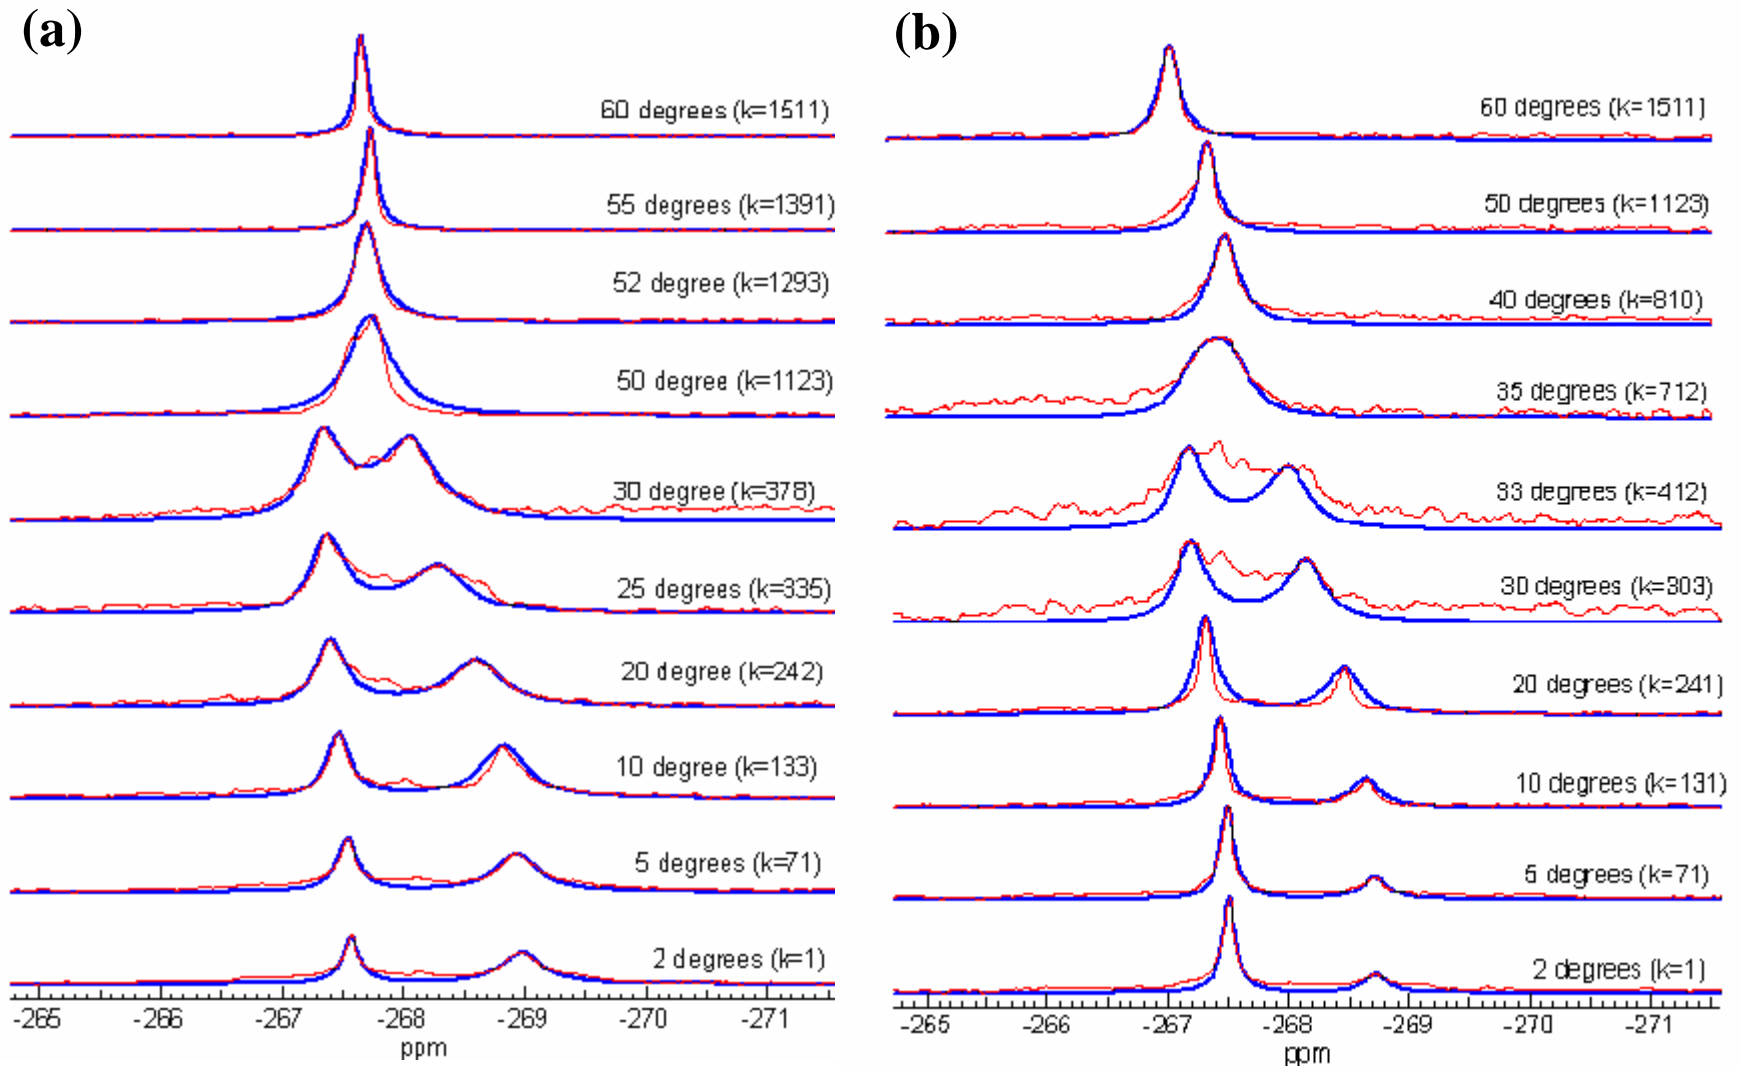 (a)
60 degrees (k=1511)
55 degrees (k=1391)
52 degree (k=1293)
50 degree (k=1123)
30 degree (k=378)
25 degrees (k=335)
20 degree (k=242)
10 degree (k=133)
5 degrees (k=71)
2 degrees (k=1)
-265 -266 -267 -268 -269 -270 -271
ppm
(b)
60 degrees (k=1511)
50 degrees (k=1123)
40 degrees (k=810)
35 degrees (k=712)
33 degrees (k=412)
30 degrees (k=303)
20 degrees (k=241)
10 degrees (k=131)
5 degrees (k=71)
2 degrees (k=1)
-265 -266 -267 -268 -269 -270 -271
ppm